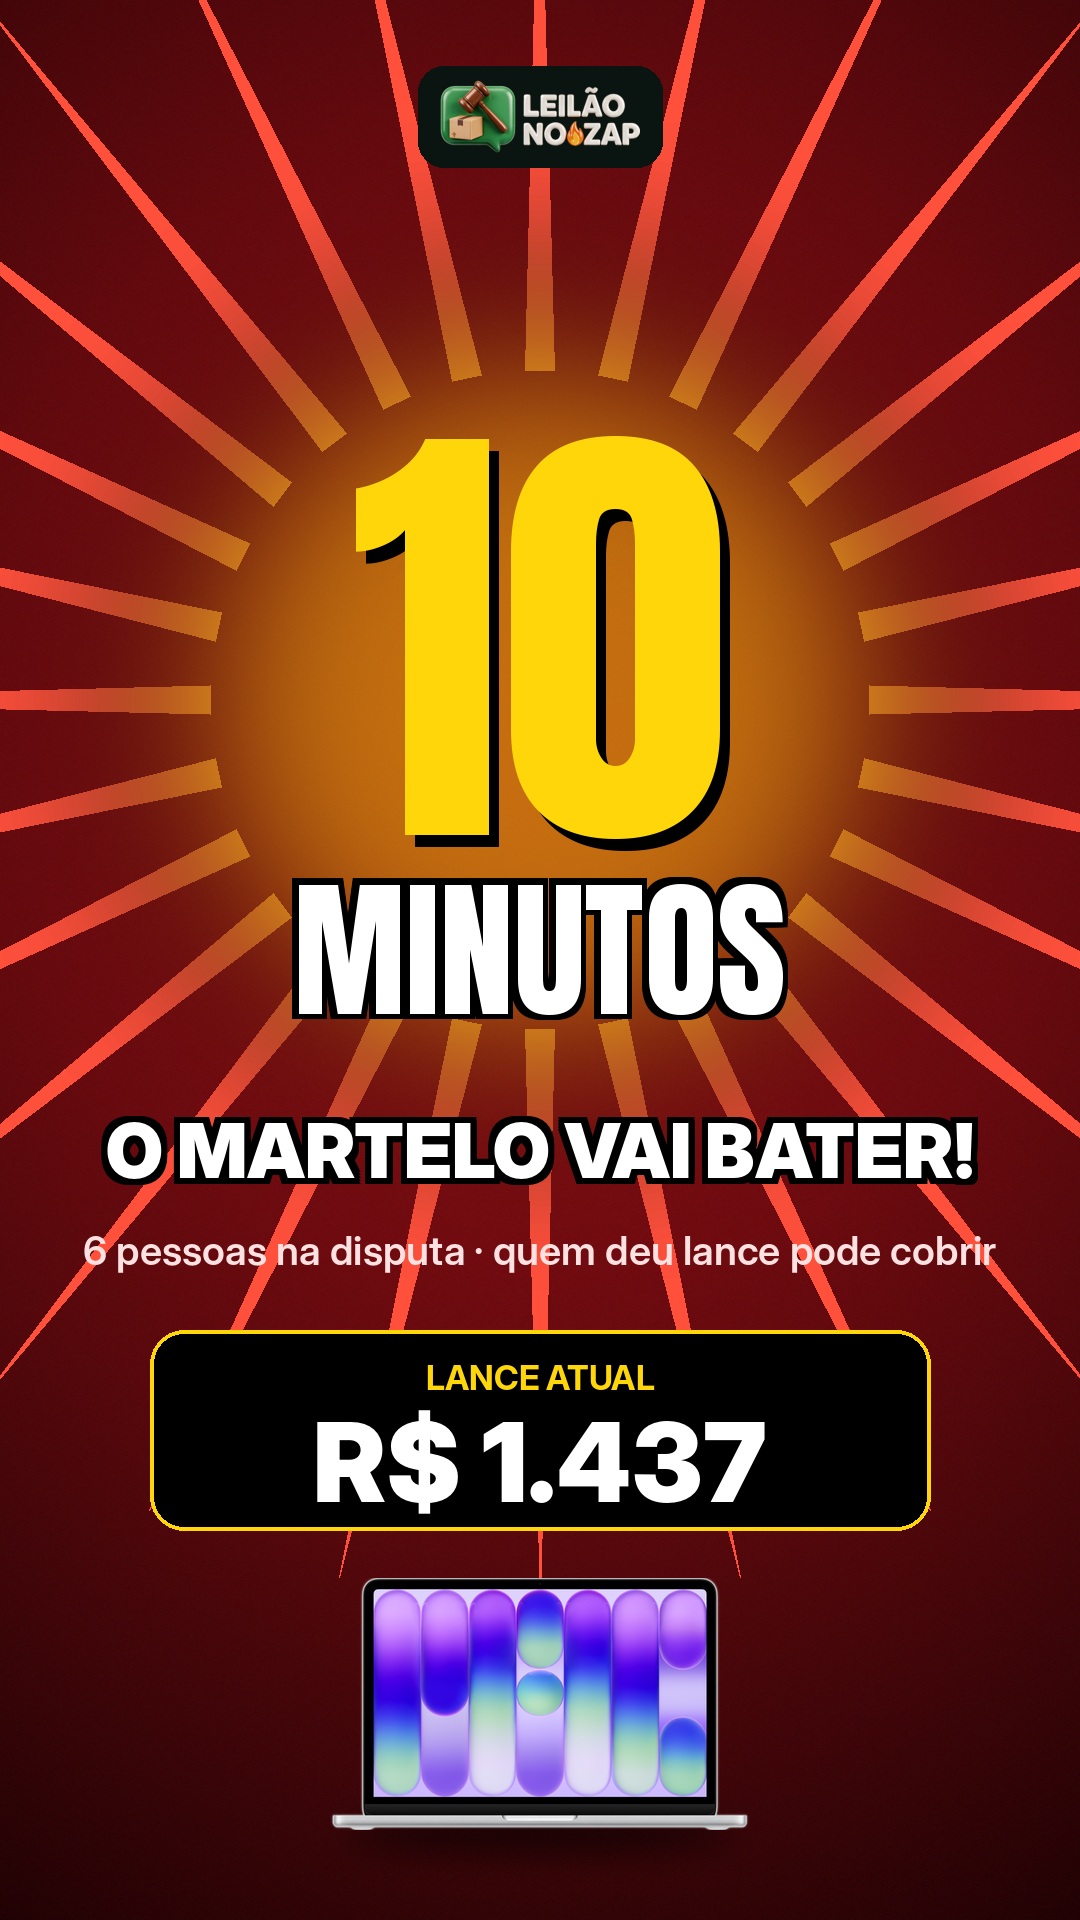 LEILÃO
NO ZAP
10
MINUTOS
O MARTELO VAI BATER!
6 pessoas na disputa · quem deu lance pode cobrir
LANCE ATUAL
R$ 1.437